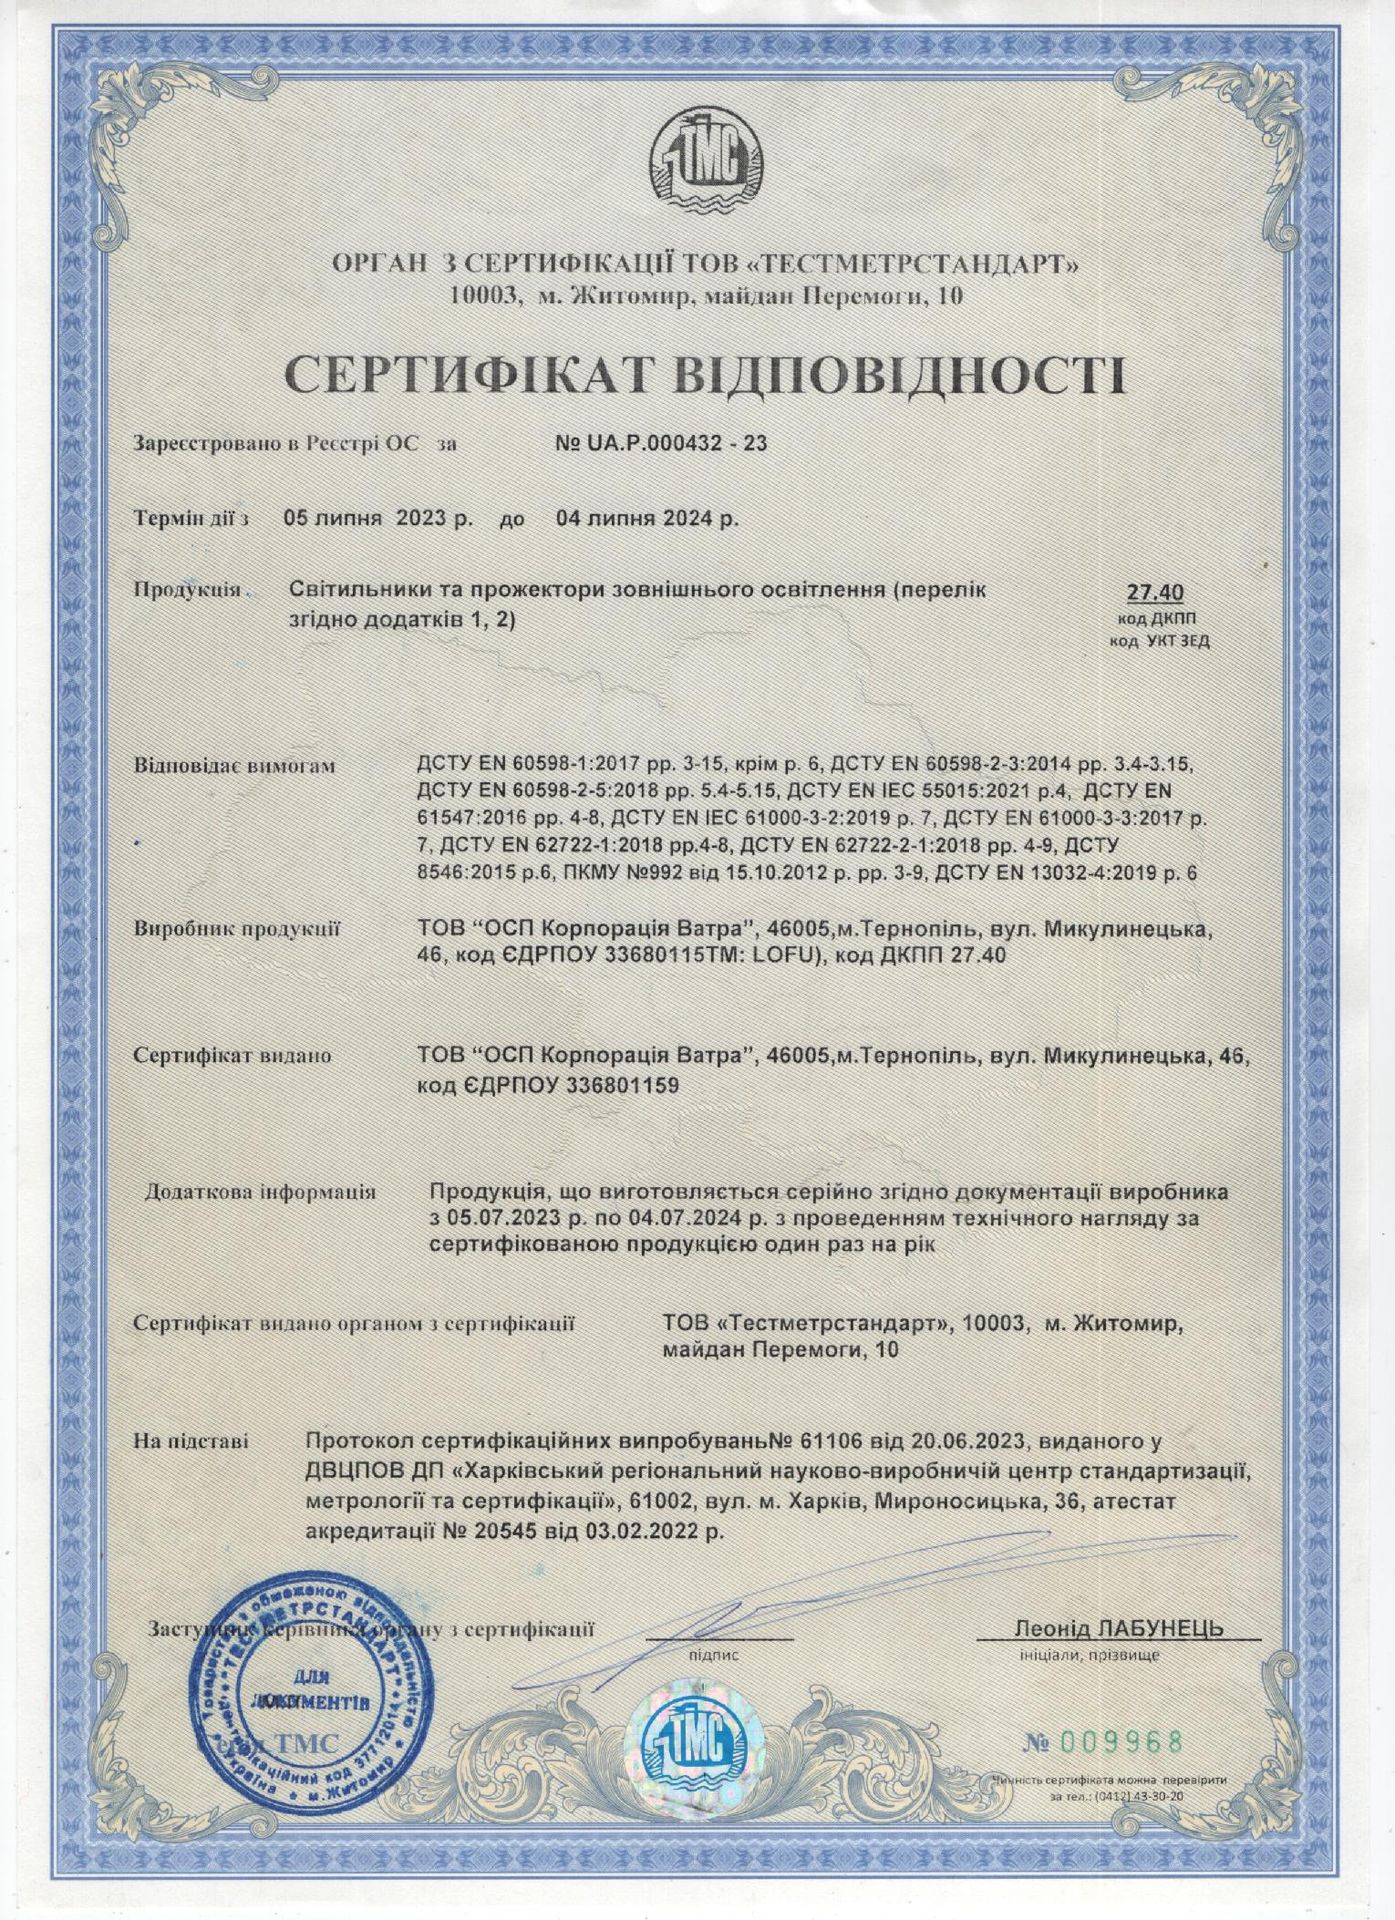 ТМС
ОРГАН З СЕРТИФІКАЦІЇ ТОВ «ТЕСТМЕТРСТАНДАРТ»
10003, м. Житомир, майдан Перемоги, 10
СЕРТИФІКАТ ВІДПОВІДНОСТІ
Зареєстровано в Реєстрі ОС за № UA.P.000432 - 23
Термін дії з 05 липня 2023 р. до 04 липня 2024 р.
Продукція Світильники та прожектори зовнішнього освітлення (перелік 27.40
згідно додатків 1, 2) код ДКПП
код УКТ ЗЕД
Відповідає вимогам ДСТУ EN 60598-1:2017 рр. 3-15, крім р. 6, ДСТУ EN 60598-2-3:2014 рр. 3.4-3.15,
ДСТУ EN 60598-2-5:2018 рр. 5.4-5.15, ДСТУ EN IEC 55015:2021 р.4, ДСТУ EN
61547:2016 рр. 4-8, ДСТУ EN IEC 61000-3-2:2019 р. 7, ДСТУ EN 61000-3-3:2017 р.
7, ДСТУ EN 62722-1:2018 рр.4-8, ДСТУ EN 62722-2-1:2018 рр. 4-9, ДСТУ
8546:2015 р.6, ПКМУ №992 від 15.10.2012 р. рр. 3-9, ДСТУ EN 13032-4:2019 р. 6
Виробник продукції ТОВ “ОСП Корпорація Ватра”, 46005,м.Тернопіль, вул. Микулинецька,
46, код ЄДРПОУ 33680115ТМ: LOFU), код ДКПП 27.40
Сертифікат видано ТОВ “ОСП Корпорація Ватра”, 46005,м.Тернопіль, вул. Микулинецька, 46,
код ЄДРПОУ 336801159
Додаткова інформація Продукція, що виготовляється серійно згідно документації виробника
з 05.07.2023 р. по 04.07.2024 р. з проведенням технічного нагляду за
сертифікованою продукцією один раз на рік
Сертифікат видано органом з сертифікації ТОВ «Тестметрстандарт», 10003, м. Житомир,
майдан Перемоги, 10
На підставі Протокол сертифікаційних випробувань№ 61106 від 20.06.2023, виданого у
ДВЦПОВ ДП «Харківський регіональний науково-виробничій центр стандартизації,
метрології та сертифікації», 61002, вул. м. Харків, Мироносицька, 36, атестат
акредитації № 20545 від 03.02.2022 р.
Заступник керівника органу з сертифікації Леонід ЛАБУНЕЦЬ
підпис ініціали, прізвище
Товариство з обмеженою відповідальністю
"ТЕСТМЕТРСТАНДАРТ"
ідентифікаційний код 37712014
Україна * м.Житомир *
ДЛЯ
ДОКУМЕНТІВ
ТМС
ТМС
№ 009968
Чинність сертифіката можна перевірити
за тел.: (0412) 43-30-20